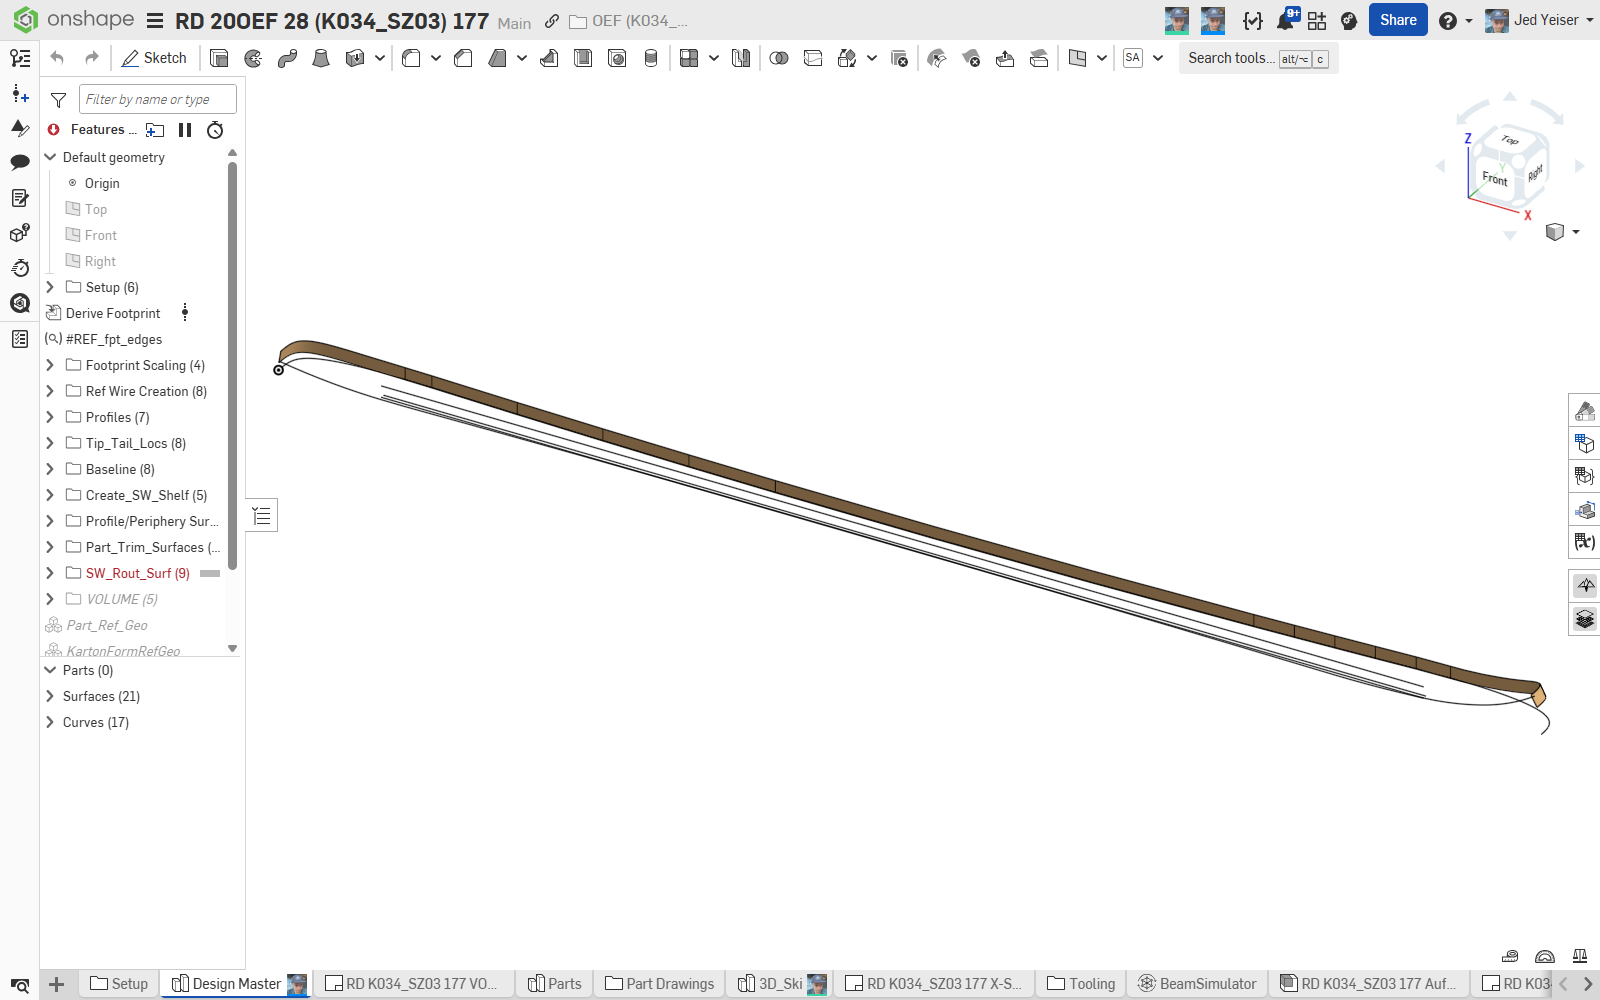 onshape
RD 20OEF 28 (K034_SZ03) 177
Main
OEF (K034_...
9+
Share
Jed Yeiser
Sketch
SA
Search tools...
alt/⌥
c
Filter by name or type
Features ...
Default geometry
Origin
Top
Front
Right
Setup (6)
Derive Footprint
#REF_fpt_edges
Footprint Scaling (4)
Ref Wire Creation (8)
Profiles (7)
Tip_Tail_Locs (8)
Baseline (8)
Create_SW_Shelf (5)
Profile/Periphery Sur...
Part_Trim_Surfaces (...
SW_Rout_Surf (9)
VOLUME (5)
Part_Ref_Geo
KartonFormRefGeo
Parts (0)
Surfaces (21)
Curves (17)
Z
Top
Y
Front
Right
X
(x)
Setup
Design Master
RD K034_SZ03 177 VO...
Parts
Part Drawings
3D_Ski
RD K034_SZ03 177 X-S...
Tooling
BeamSimulator
RD K034_SZ03 177 Auf...
RD K03